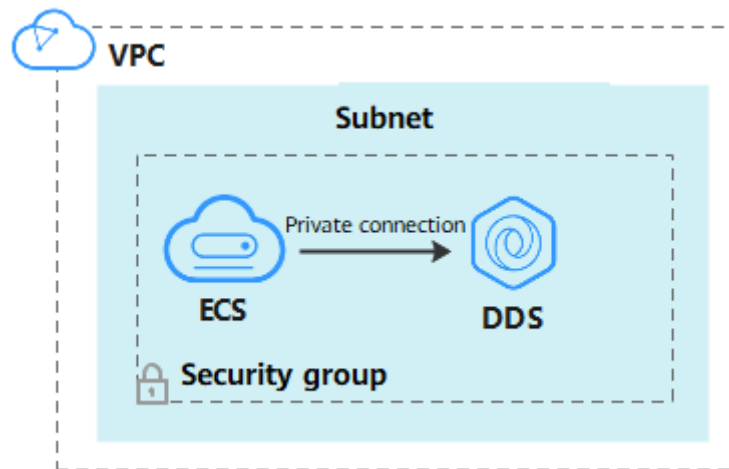 VPC
Subnet
Private connection
ECS
DDS
Security group